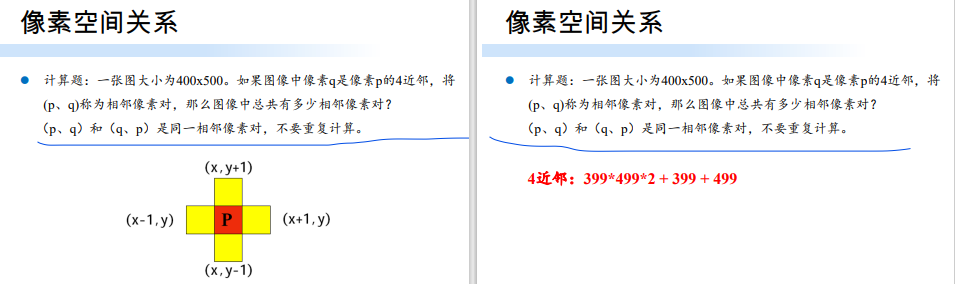 像素空间关系
计算题：一张图大小为400x500。如果图像中像素q是像素p的4近邻，将
(p、q)称为相邻像素对，那么图像中总共有多少相邻像素对？
（p、q）和（q、p）是同一相邻像素对，不要重复计算。
(x,y+1)
(x-1,y)
P
(x+1,y)
(x,y-1)
像素空间关系
计算题：一张图大小为400x500。如果图像中像素q是像素p的4近邻，将
(p、q)称为相邻像素对，那么图像中总共有多少相邻像素对？
（p、q）和（q、p）是同一相邻像素对，不要重复计算。
4近邻：399*499*2 + 399 + 499